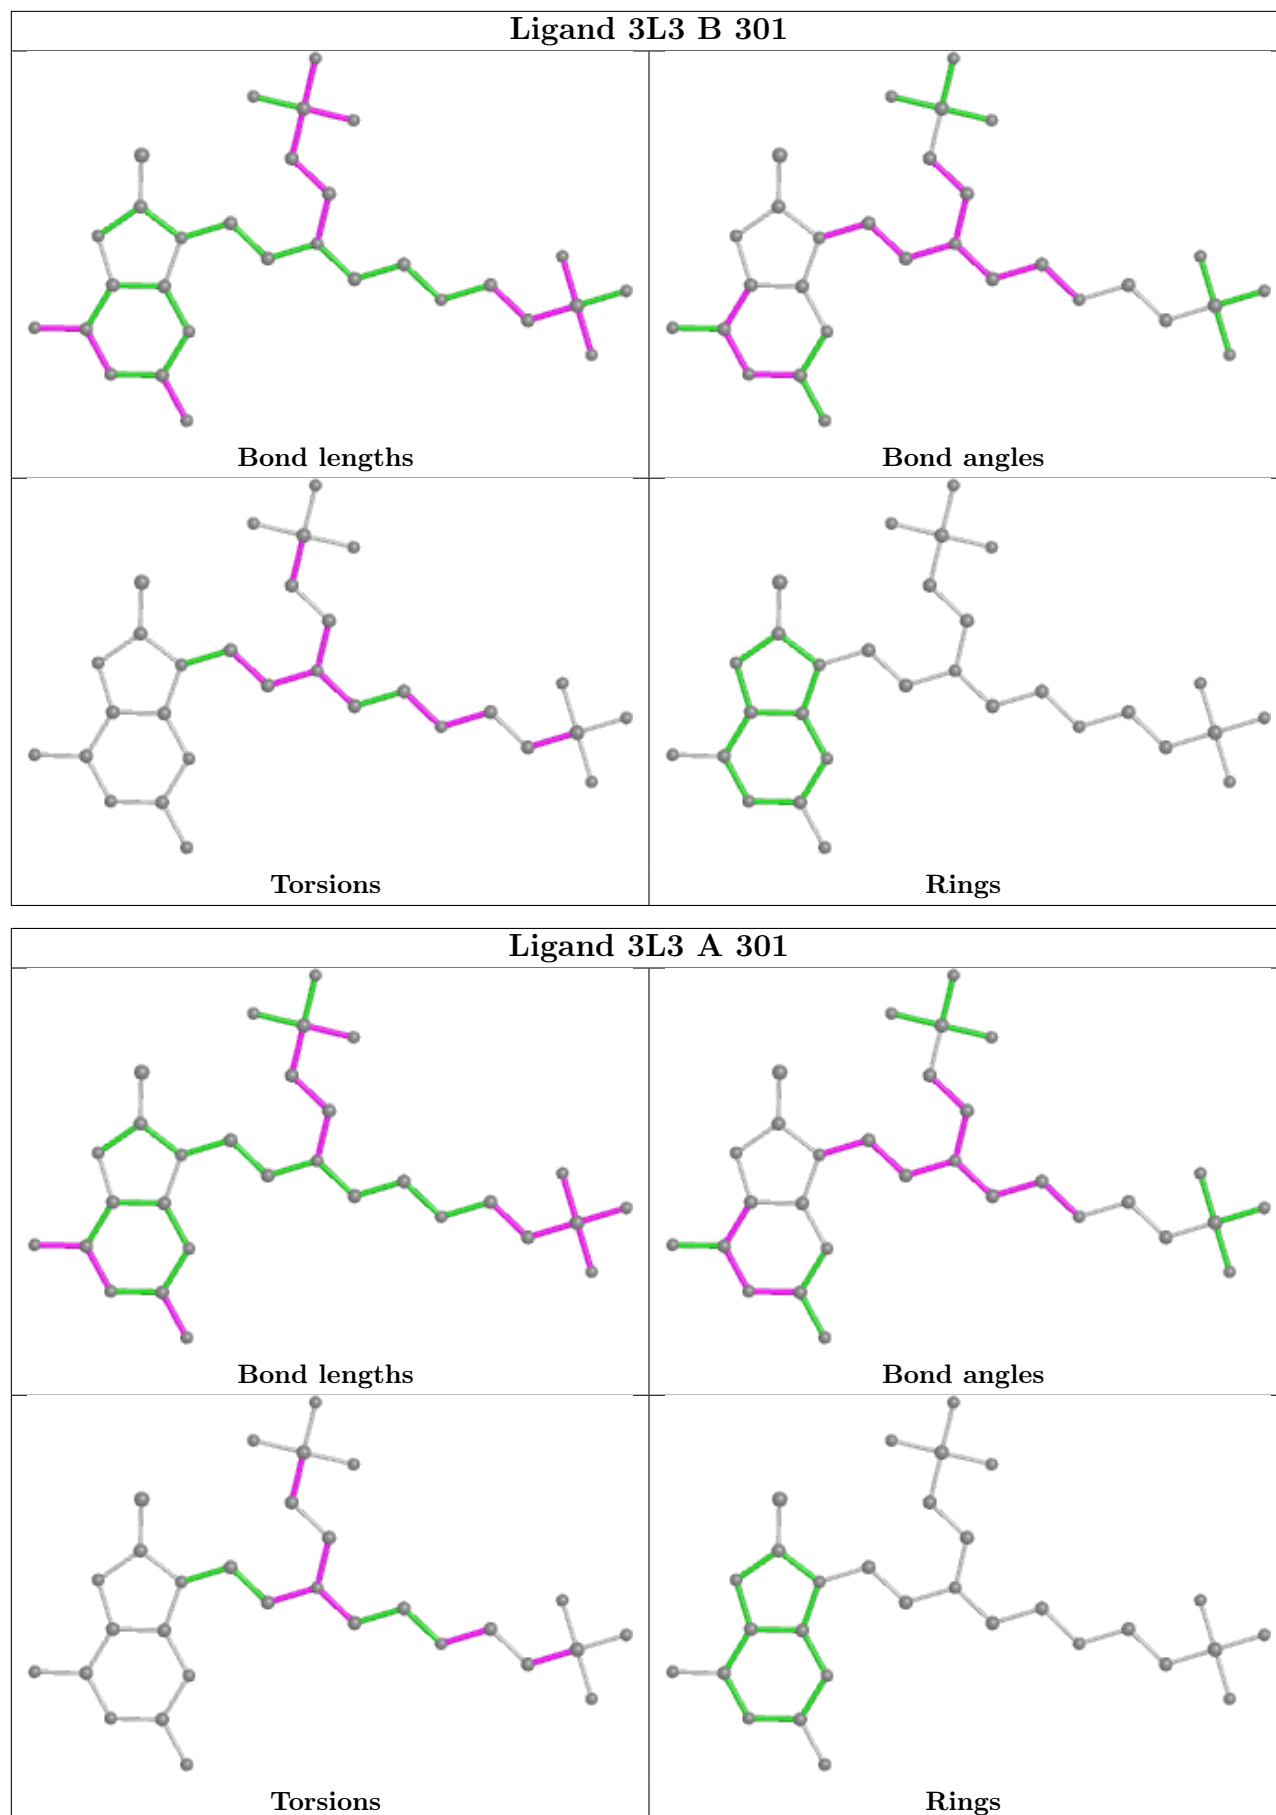 Ligand 3L3 B 301
Bond lengths
Bond angles
Torsions
Rings
Ligand 3L3 A 301
Bond lengths
Bond angles
Torsions
Rings